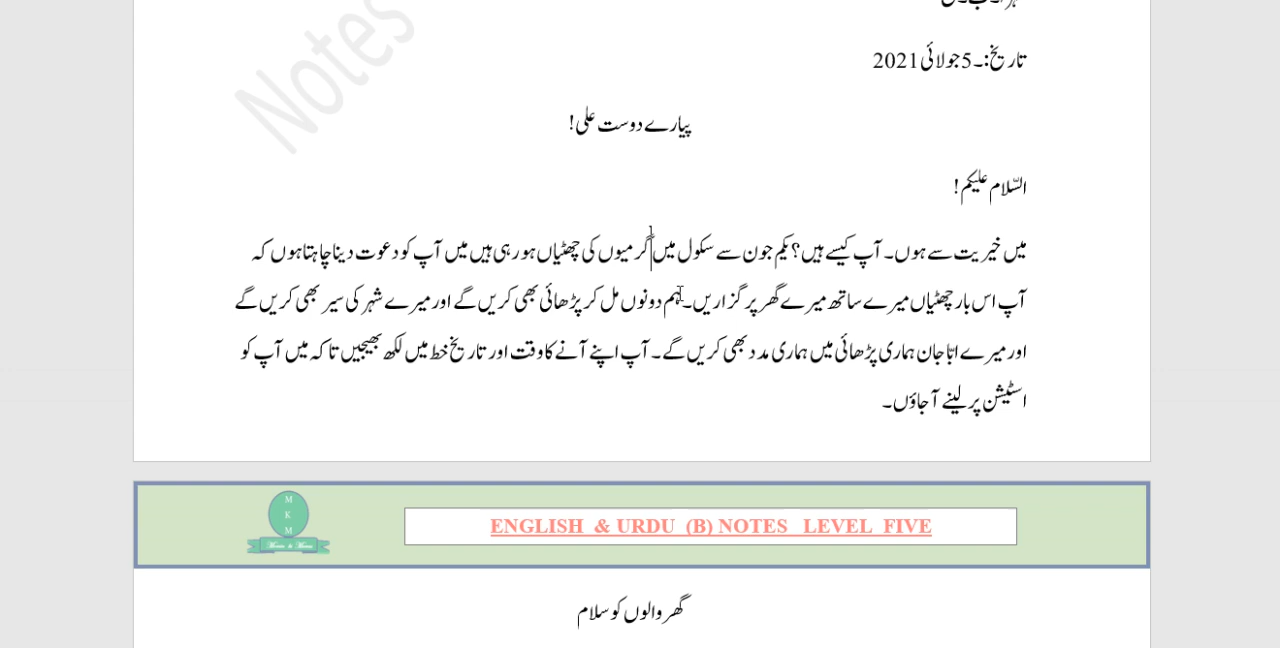 تاریخ:۔5جولائی2021
پیارے دوست علی!
السّلام علیکم!
میں خیریت سے ہوں۔ آپ کیسے ہیں؟ یکم جون سے سکول میں گرمیوں کی چھٹیاں ہو رہی ہیں میں آپ کو دعوت دینا چاہتا ہوں کہ
آپ اس بار چھٹیاں میرے ساتھ میرے گھر پر گزاریں۔ ہم دونوں مل کر پڑھائی بھی کریں گے اور میرے شہر کی سیر بھی کریں گے
اور میرے ابّا جان ہماری پڑھائی میں ہماری مدد بھی کریں گے۔ آپ اپنے آنے کا وقت اور تاریخ خط میں لکھ بھیجیں تاکہ میں آپ کو
اسٹیشن پر لینے آجاؤں۔
Notes
M
K
M
ENGLISH & URDU (B) NOTES LEVEL FIVE
گھر والوں کو سلام